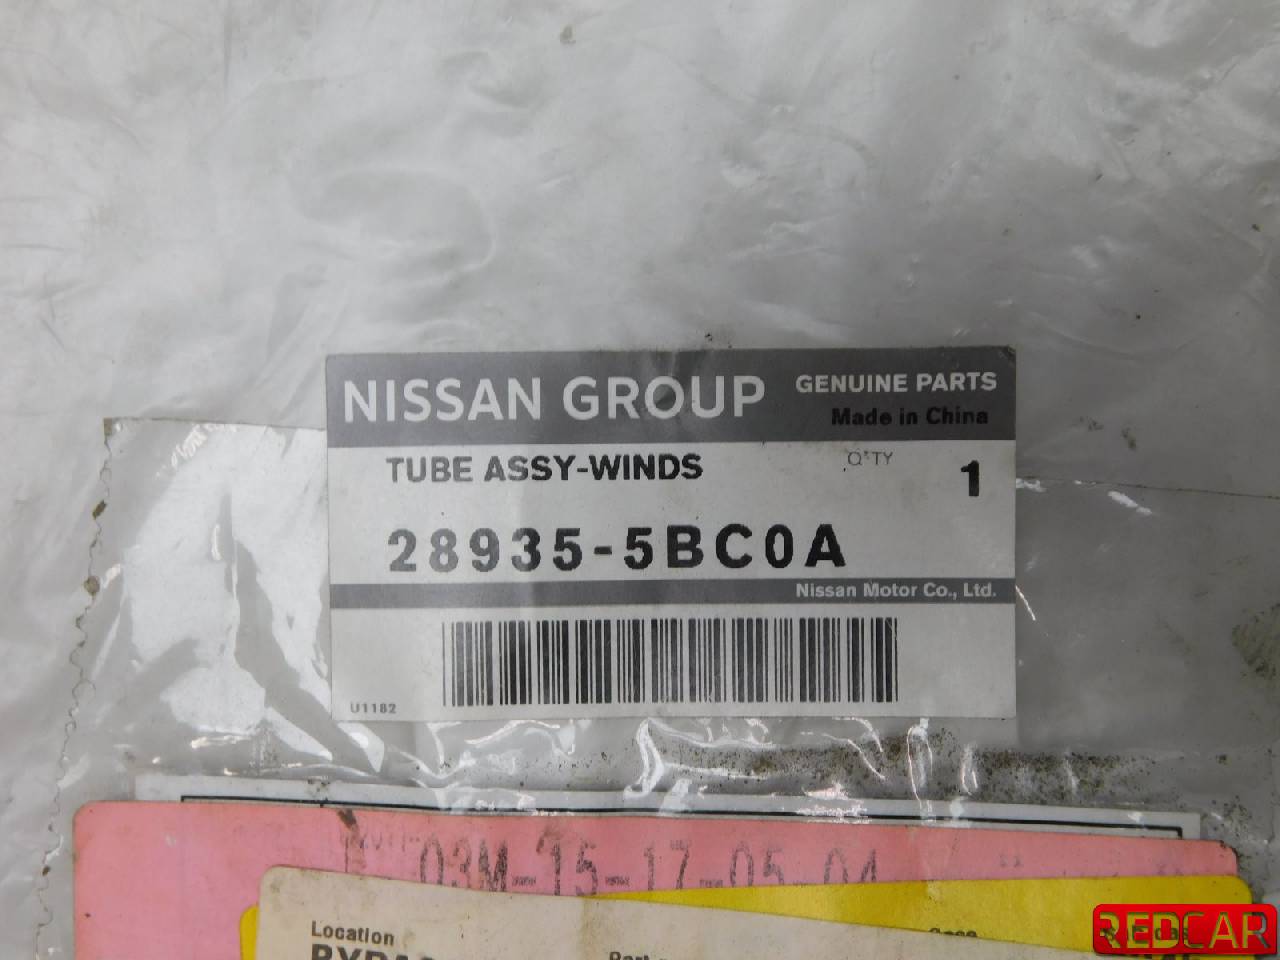 NISSAN GROUP GENUINE PARTS
Made in China
TUBE ASSY-WINDS Q'TY 1
28935-5BC0A
Nissan Motor Co., Ltd.
U1182
03M-15-17-05-04
Location
REDCAR